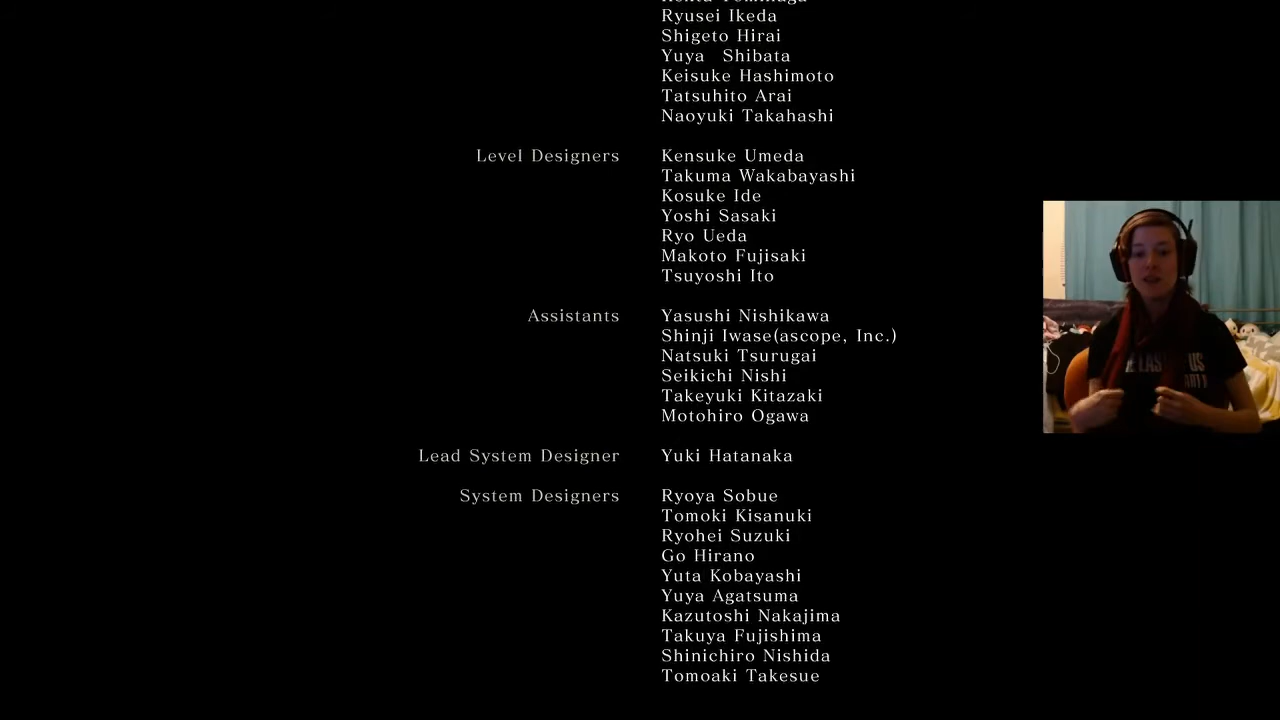 Ryusei Ikeda
Shigeto Hirai
Yuya Shibata
Keisuke Hashimoto
Tatsuhito Arai
Naoyuki Takahashi
Level Designers Kensuke Umeda
Takuma Wakabayashi
Kosuke Ide
Yoshi Sasaki
Ryo Ueda
Makoto Fujisaki
Tsuyoshi Ito
Assistants Yasushi Nishikawa
Shinji Iwase(ascope, Inc.)
Natsuki Tsurugai
Seikichi Nishi
Takeyuki Kitazaki
Motohiro Ogawa
Lead System Designer Yuki Hatanaka
System Designers Ryoya Sobue
Tomoki Kisanuki
Ryohei Suzuki
Go Hirano
Yuta Kobayashi
Yuya Agatsuma
Kazutoshi Nakajima
Takuya Fujishima
Shinichiro Nishida
Tomoaki Takesue
US